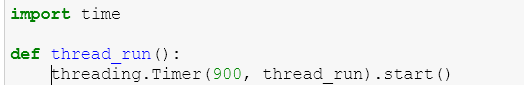 import time
def thread_run():
    threading.Timer(900, thread_run).start()